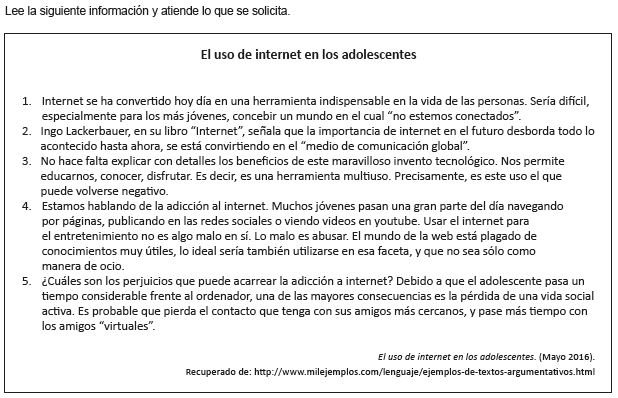 Lee la siguiente información y atiende lo que se solicita.
El uso de internet en los adolescentes
1. Internet se ha convertido hoy día en una herramienta indispensable en la vida de las personas. Sería difícil,
especialmente para los más jóvenes, concebir un mundo en el cual “no estemos conectados”.
2. Ingo Lackerbauer, en su libro “Internet”, señala que la importancia de internet en el futuro desborda todo lo
acontecido hasta ahora, se está convirtiendo en el “medio de comunicación global”.
3. No hace falta explicar con detalles los beneficios de este maravilloso invento tecnológico. Nos permite
educarnos, conocer, disfrutar. Es decir, es una herramienta multiuso. Precisamente, es este uso el que
puede volverse negativo.
4. Estamos hablando de la adicción al internet. Muchos jóvenes pasan una gran parte del día navegando
por páginas, publicando en las redes sociales o viendo videos en youtube. Usar el internet para
el entretenimiento no es algo malo en sí. Lo malo es abusar. El mundo de la web está plagado de
conocimientos muy útiles, lo ideal sería también utilizarse en esa faceta, y que no sea sólo como
manera de ocio.
5. ¿Cuáles son los perjuicios que puede acarrear la adicción a internet? Debido a que el adolescente pasa un
tiempo considerable frente al ordenador, una de las mayores consecuencias es la pérdida de una vida social
activa. Es probable que pierda el contacto que tenga con sus amigos más cercanos, y pase más tiempo con
los amigos “virtuales”.
El uso de internet en los adolescentes. (Mayo 2016).
Recuperado de: http://www.milejemplos.com/lenguaje/ejemplos-de-textos-argumentativos.html